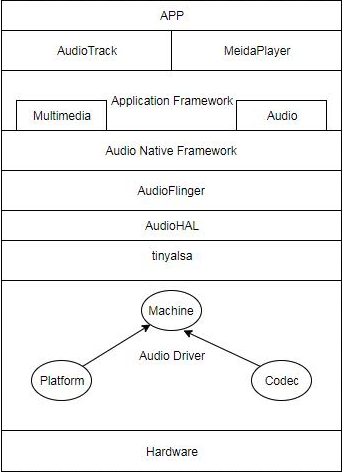 APP
AudioTrack
MeidaPlayer
Application Framework
Multimedia
Audio
Audio Native Framework
AudioFlinger
AudioHAL
tinyalsa
Machine
Audio Driver
Platform
Codec
Hardware